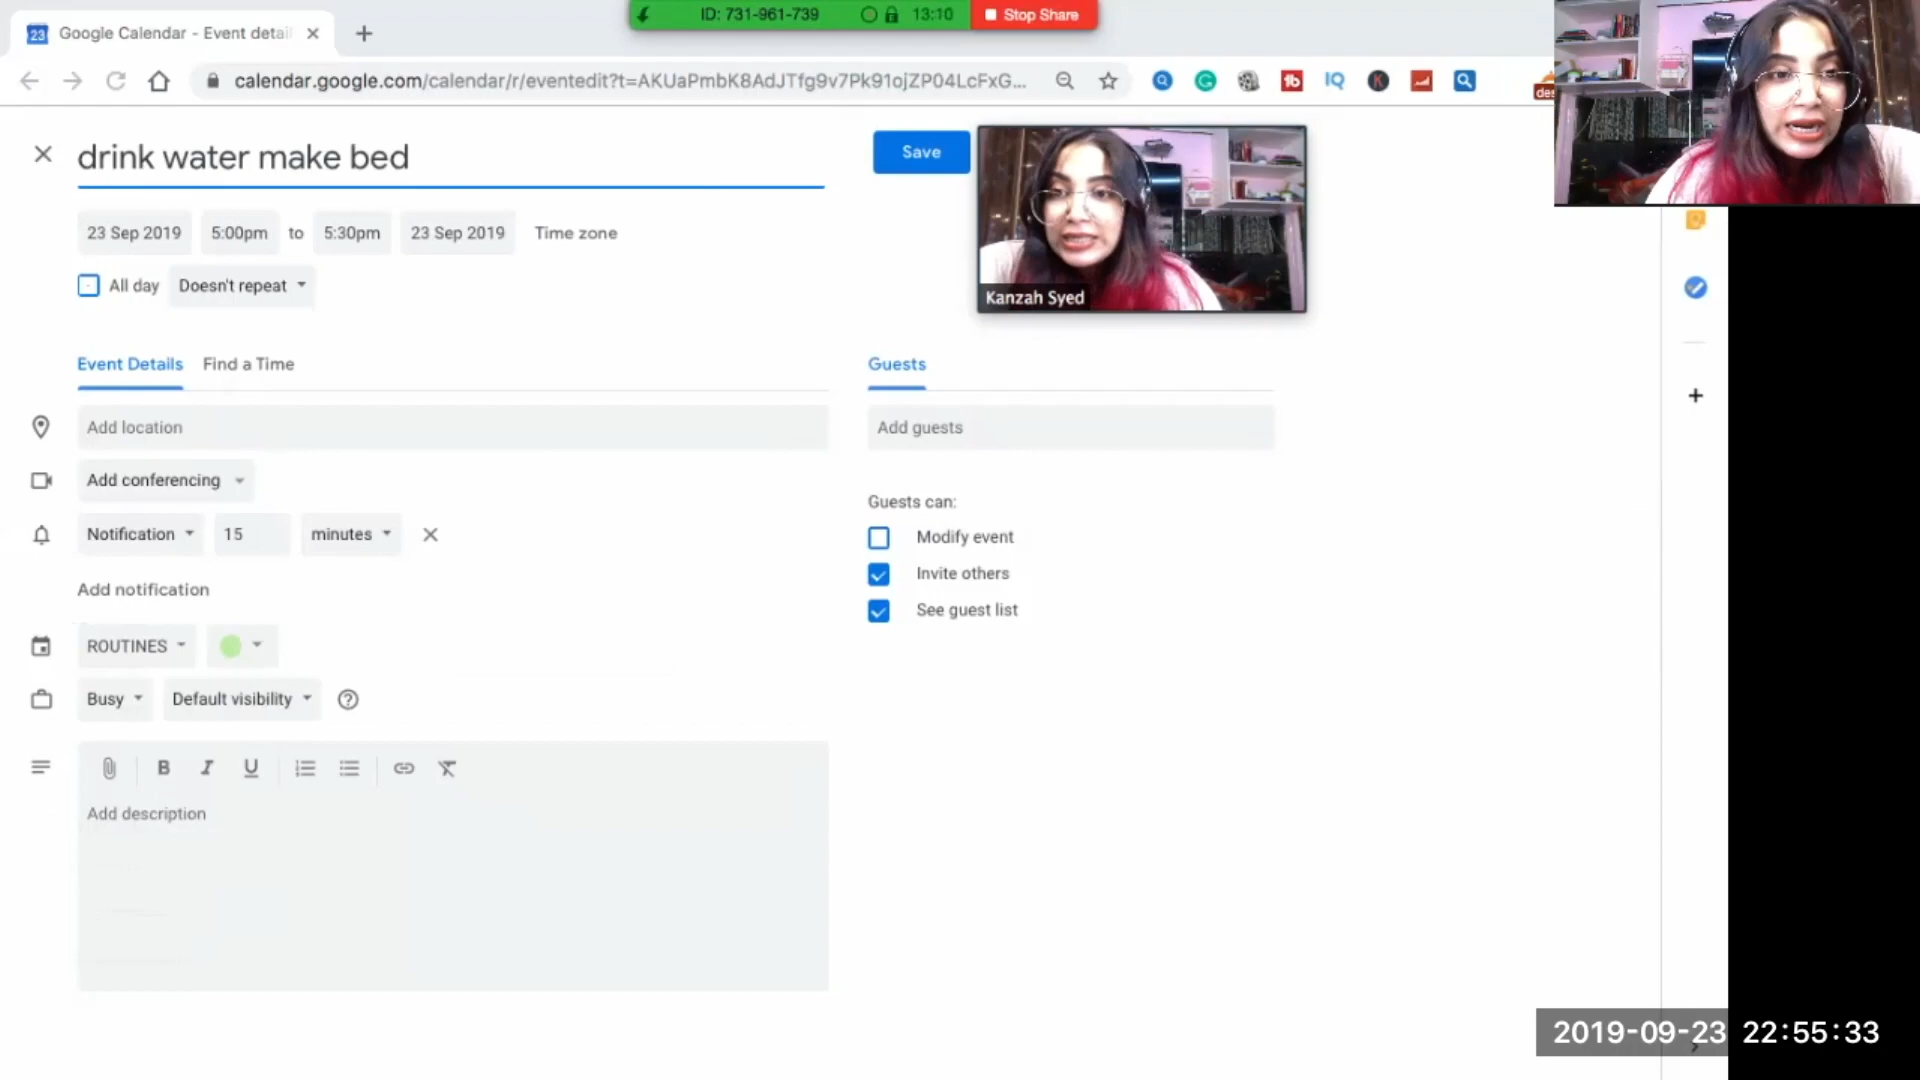 ID: 731-961-739 13:10 Stop Share
23 Google Calendar - Event detai
calendar.google.com/calendar/r/eventedit?t=AKUaPmbK8AdJTfg9v7Pk91ojZP04LcFxG...
IQ
K
des
drink water make bed
Save
23 Sep 2019 5:00pm to 5:30pm 23 Sep 2019 Time zone
All day Doesn't repeat
Kanzah Syed
Event Details Find a Time
Guests
Add location
Add guests
Add conferencing
Guests can:
Notification 15 minutes
Modify event
Invite others
Add notification
See guest list
ROUTINES
Busy Default visibility ?
B I U
Add description
2019-09-23 22:55:33